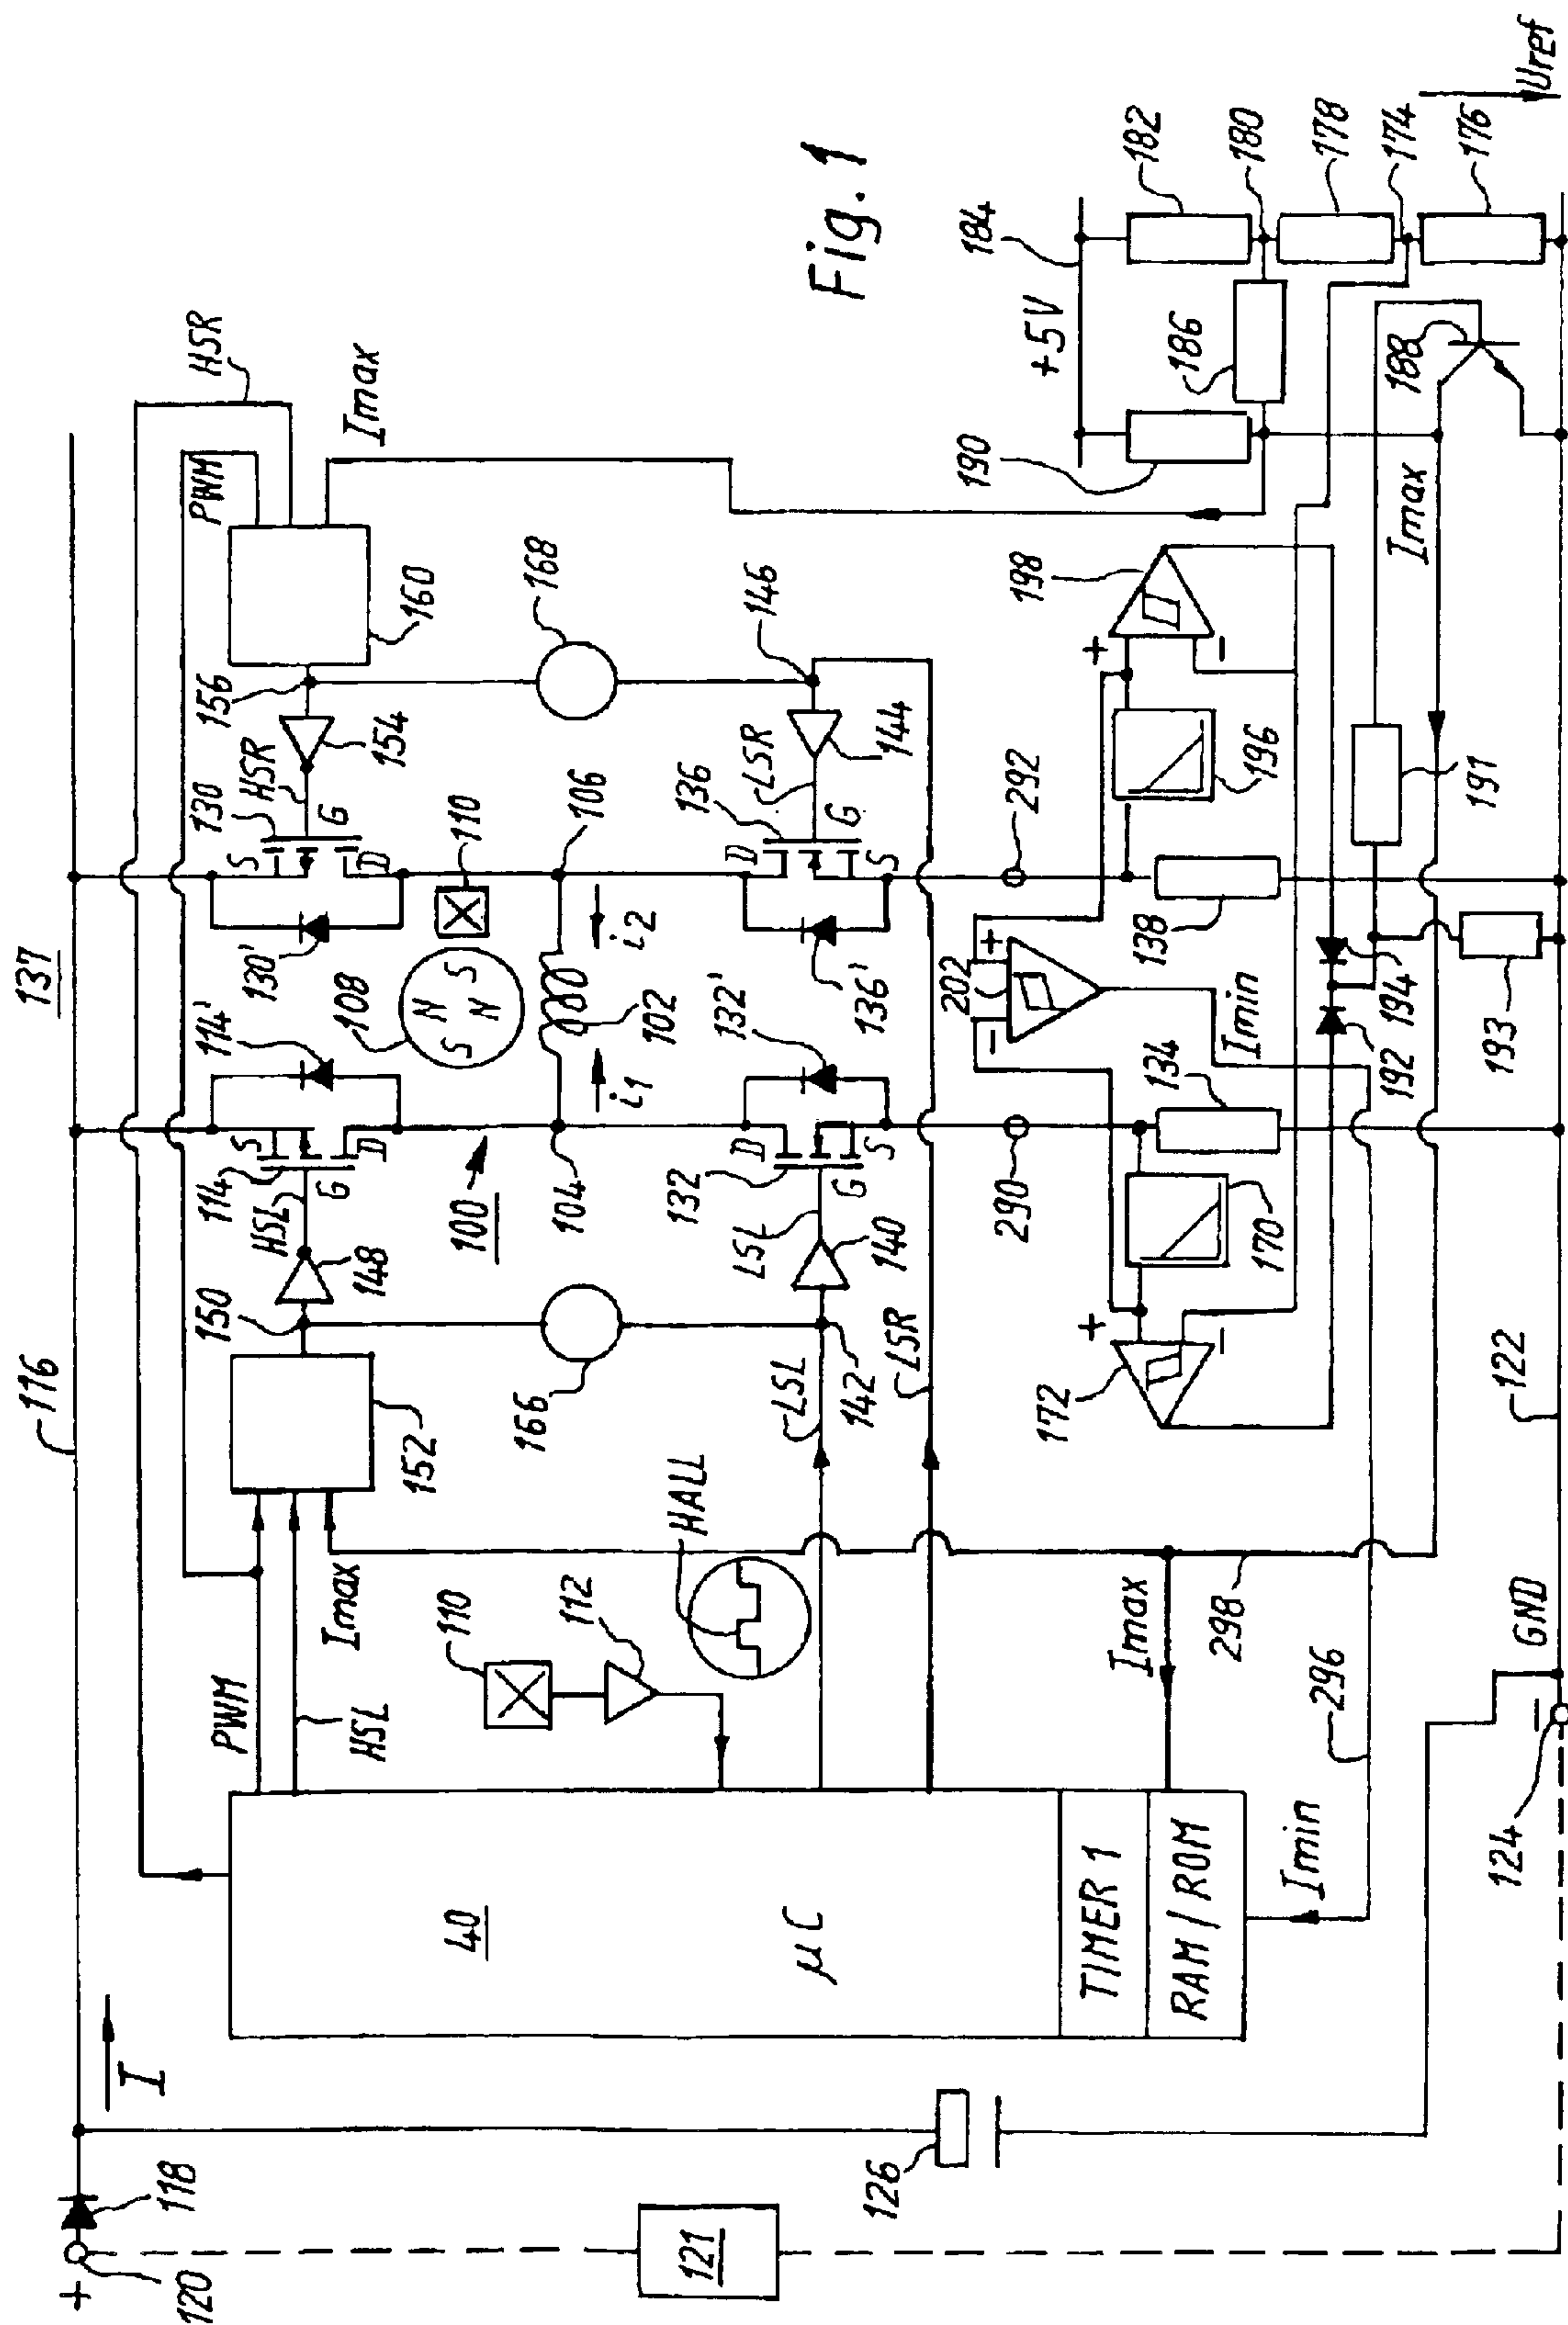 137
116
I
+
120
118
121
126
124
GND
122
40
µC
TIMER 1
RAM / ROM
PWM
HSL
Imax
152
150
148
HSL
114
S
G
D
114'
100
104
166
110
112
HALL
LSL
142
LSR
LSL
140
132
D
G
S
132'
i1
i2
102
108
S
N
N
S
110
106
130
HSR
S
G
D
130'
156
154
160
PWM
HSR
Imax
168
146
144
LSR
136
D
G
S
136'
290
292
Imax
298
296
Imin
172
+
−
170
134
202
−
+
Imin
138
196
198
+
−
192
194'
193
191
Imax
190
+5V
184
186
188
182
180
178
174
176
Uref
−
Fig. 1